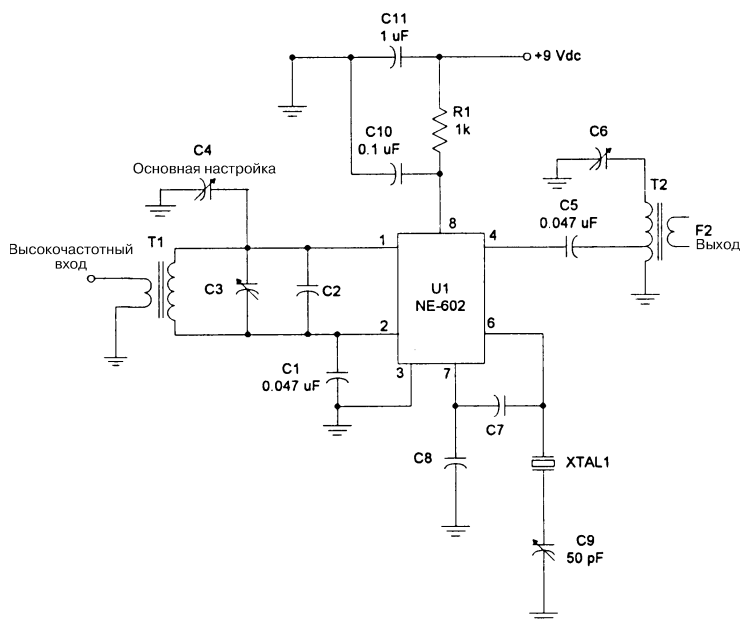 C11
1 uF
+9 Vdc
R1
1k
C10
0.1 uF
C4
Основная настройка
C6
T2
C5
0.047 uF
F2
Выход
Высокочастотный
вход
T1
1
8
4
C3
C2
U1
NE-602
2
6
3
7
C1
0.047 uF
C7
C8
XTAL1
C9
50 pF